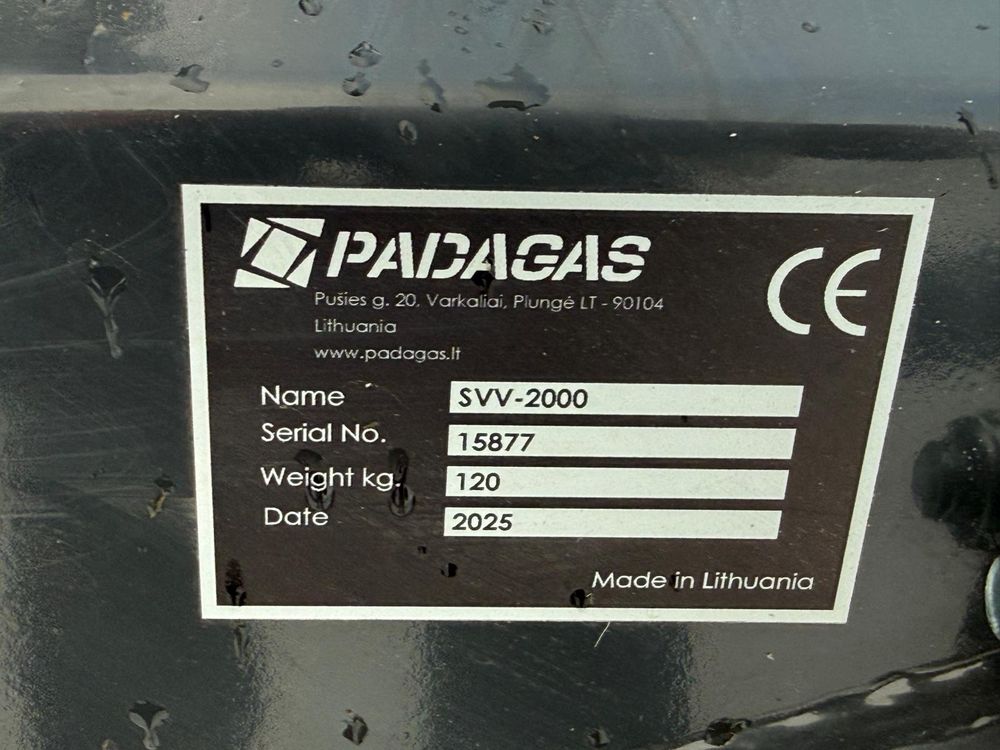 PADAGAS
CE
Pušies g. 20, Varkaliai, Plungė LT - 90104
Lithuania
www.padagas.lt
Name SVV-2000
Serial No. 15877
Weight kg. 120
Date 2025
Made in Lithuania